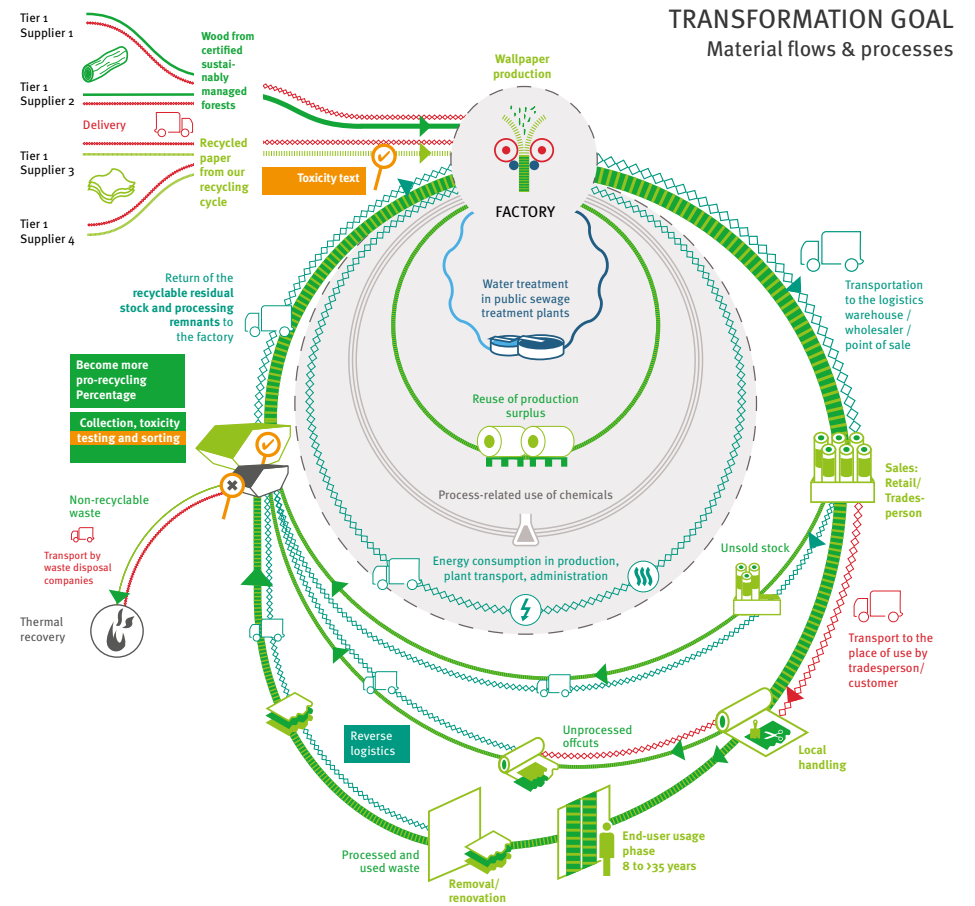 TRANSFORMATION GOAL
Material flows & processes
Tier 1
Supplier 1
Wood from
certified
sustai-
nably
managed
forests
Tier 1
Supplier 2
Delivery
Tier 1
Supplier 3
Recycled
paper
from our
recycling
cycle
Tier 1
Supplier 4
Toxicity text
Wallpaper
production
FACTORY
Water treatment
in public sewage
treatment plants
Reuse of production
surplus
Process-related use of chemicals
Energy consumption in production,
plant transport, administration
Return of the
recyclable residual
stock and processing
remnants to
the factory
Transportation
to the logistics
warehouse /
wholesaler /
point of sale
Become more
pro-recycling
Percentage
Collection, toxicity
testing and sorting
Non-recyclable
waste
Transport by
waste disposal
companies
Thermal
recovery
Sales:
Retail/
Trades-
person
Unsold stock
Transport to the
place of use by
tradesperson/
customer
Reverse
logistics
Unprocessed
offcuts
Local
handling
End-user usage
phase
8 to >35 years
Processed and
used waste
Removal/
renovation